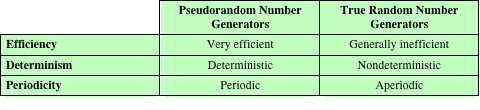 Pseudorandom Number Generators True Random Number Generators
Efficiency Very efficient Generally inefficient
Determinism Deterministic Nondeterministic
Periodicity Periodic Aperiodic